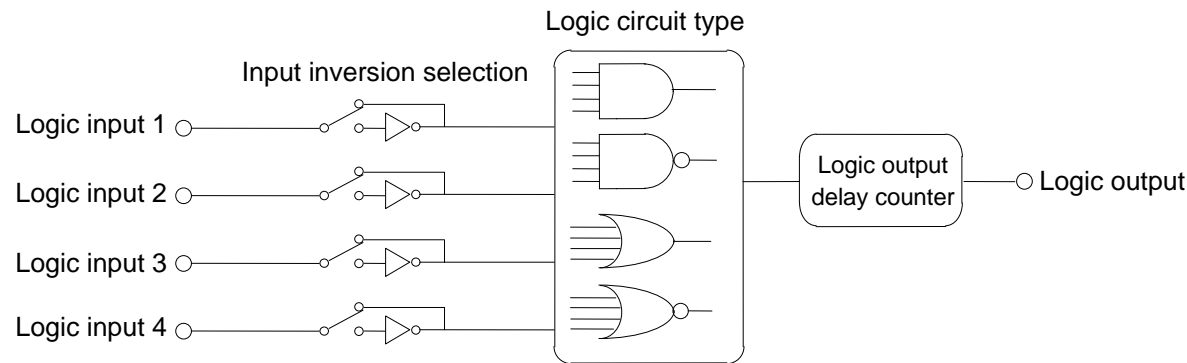 Logic circuit type
Input inversion selection
Logic input 1
Logic input 2
Logic input 3
Logic input 4
Logic output
delay counter
Logic output